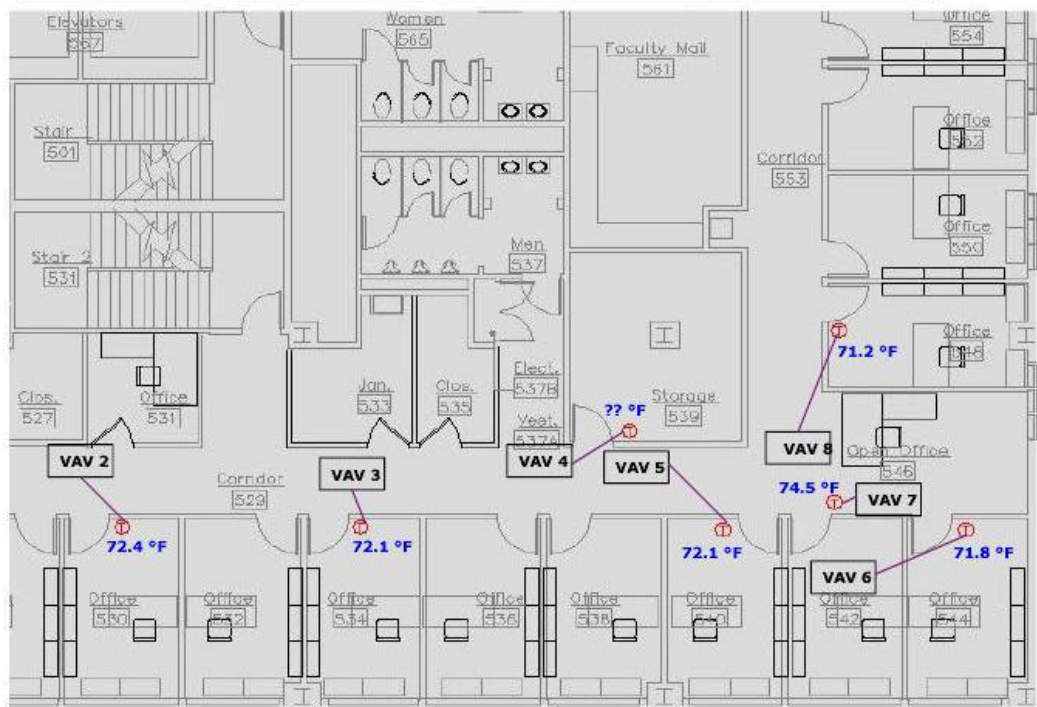 Elevators
567
Women
565
Faculty Mail
561
Office
554
Stair
501
Office
552
Corridor
553
Stair 2
531
Men
537
Office
550
Office
548
71.2 °F
Clos.
527
Office
531
Jan.
533
Clos.
535
Elect.
537B
Vest.
537A
Storage
539
?? °F
VAV 2
VAV 3
VAV 4
VAV 5
VAV 8
Open Office
546
Corridor
529
74.5 °F
VAV 7
72.4 °F
72.1 °F
72.1 °F
71.8 °F
VAV 6
Office
530
Office
532
Office
534
Office
536
Office
538
Office
540
Office
542
Office
544